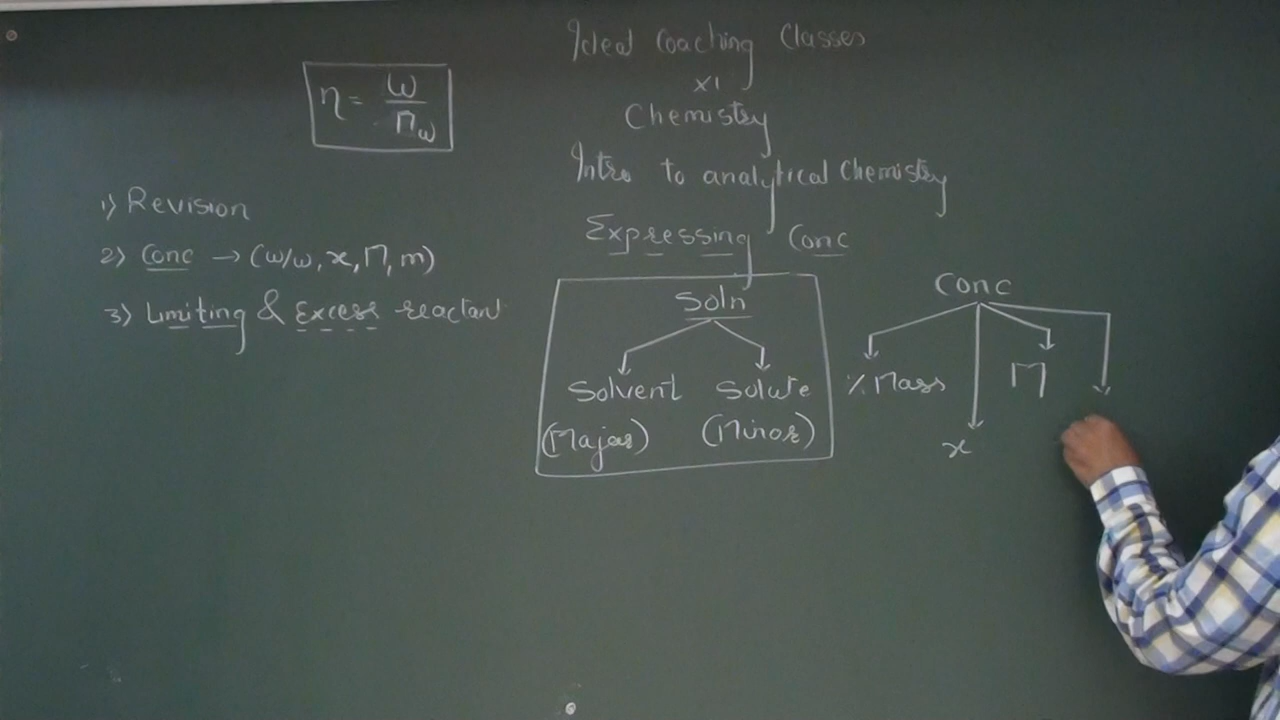 Ideal Coaching Classes
XI
Chemistry
Intro to analytical Chemistry
Expressing Conc
n = w / Mw
1) Revision
2) Conc → (w/w, x, M, m)
3) Limiting & Excess reactant
Soln
Solvent Solute
(Major) (Minor)
Conc
% Mass M
x